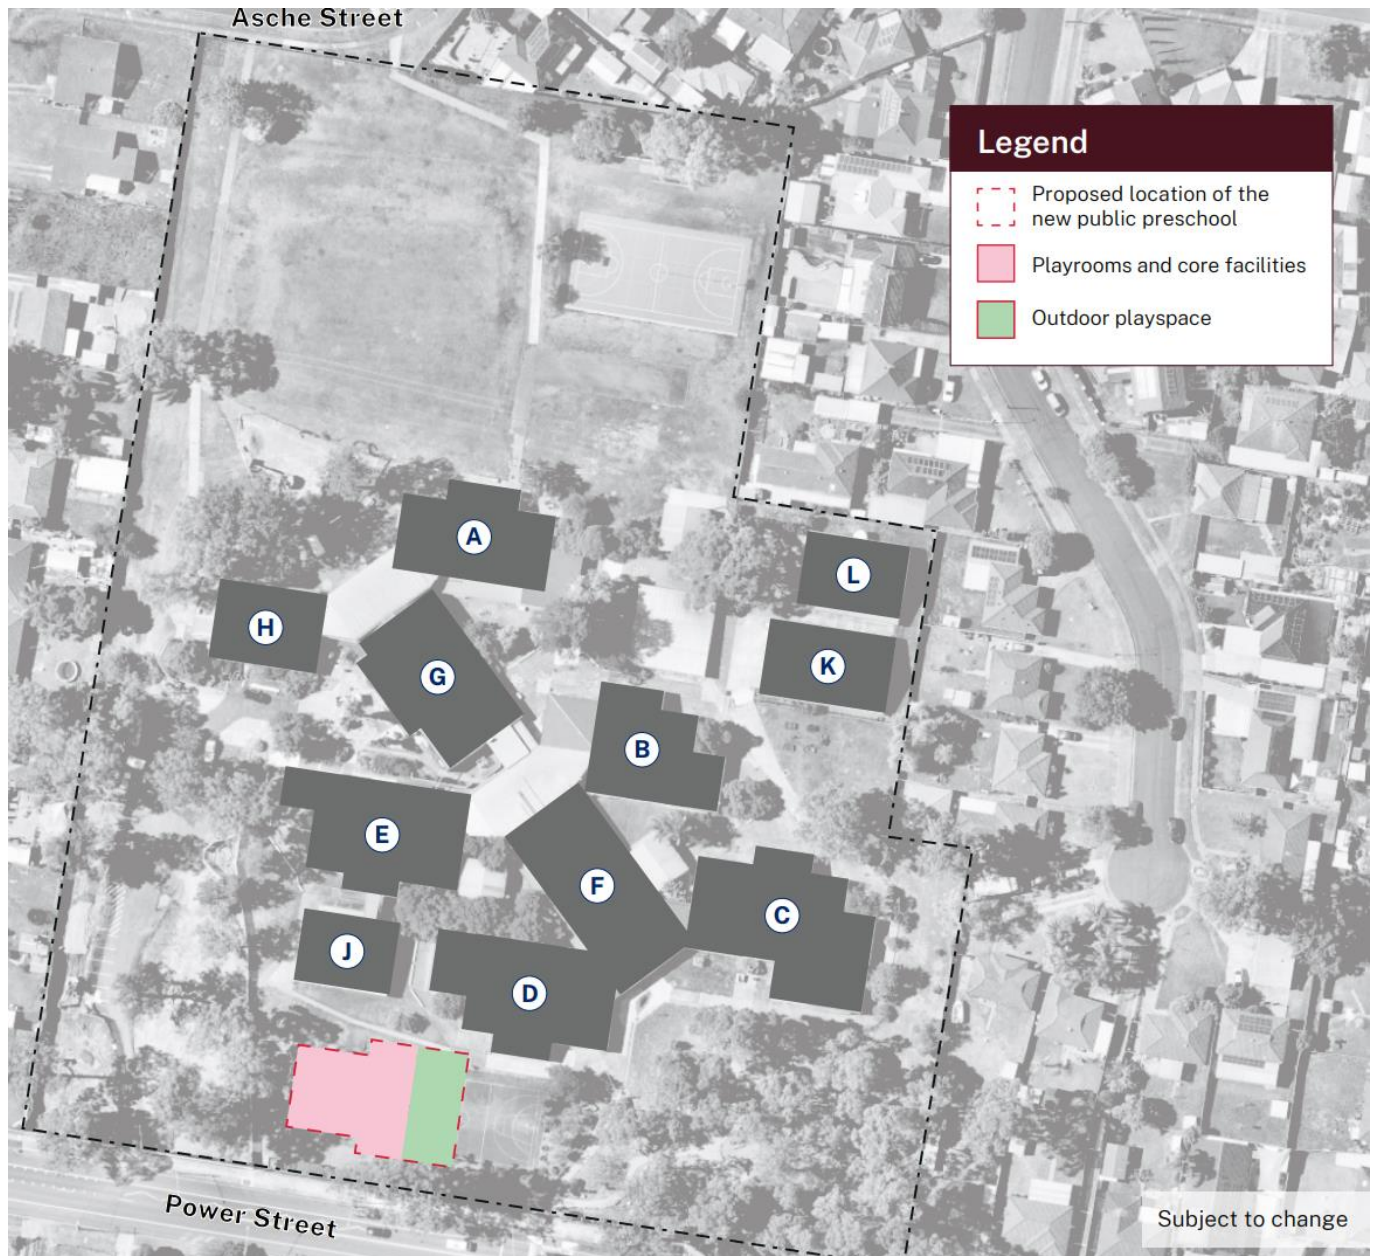 Asche Street
Legend
Proposed location of the
new public preschool
Playrooms and core facilities
Outdoor playspace
A
L
H
K
G
B
E
F
C
J
D
Power Street
Subject to change